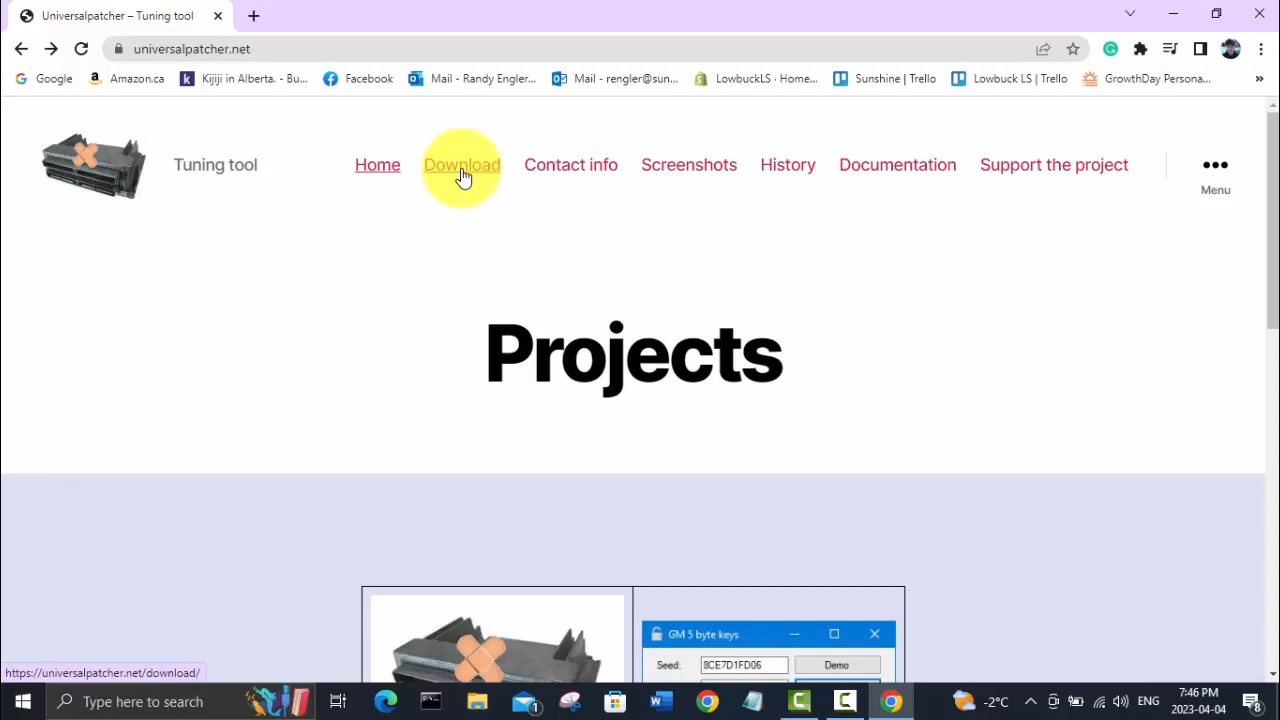 Universalpatcher – Tuning tool
universalpatcher.net
Google
Amazon.ca
Kijiji in Alberta. - Bu...
Facebook
Mail - Randy Engler...
Mail - rengler@sun...
LowbuckLS · Home...
Sunshine | Trello
Lowbuck LS | Trello
GrowthDay Persona...
»
Tuning tool
Home
Download
Contact info
Screenshots
History
Documentation
Support the project
Menu
Projects
GM 5 byte keys
Seed:
8CE7D1FD06
Demo
https://universalpatcher.net/download/
Type here to search
1
-2°C
ENG
7:46 PM
2023-04-04
8